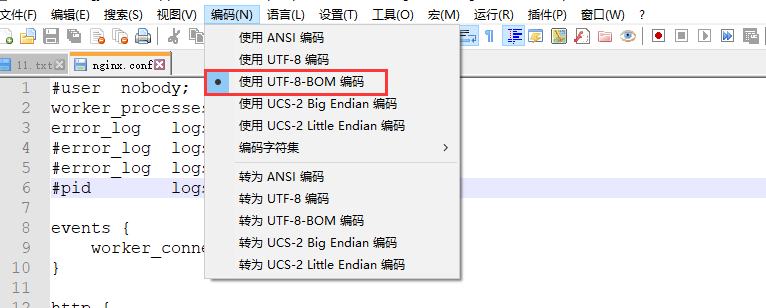 文件(F) 编辑(E) 搜索(S) 视图(V) 编码(N) 语言(L) 设置(T) 工具(O) 宏(M) 运行(R) 插件(P) 窗口(W) ?
使用 ANSI 编码
使用 UTF-8 编码
使用 UTF-8-BOM 编码
使用 UCS-2 Big Endian 编码
使用 UCS-2 Little Endian 编码
编码字符集
转为 ANSI 编码
转为 UTF-8 编码
转为 UTF-8-BOM 编码
转为 UCS-2 Big Endian 编码
转为 UCS-2 Little Endian 编码
11.txt nginx.conf
1 #user nobody;
2 worker_processes
3 error_log logs
4 #error_log logs
5 #error_log logs
6 #pid logs
7
8 events {
9 worker_conne
10 }
11
12 http {